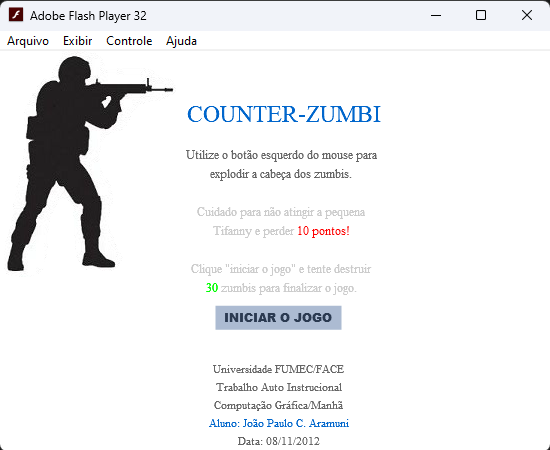 Adobe Flash Player 32
Arquivo Exibir Controle Ajuda
COUNTER-ZUMBI
Utilize o botão esquerdo do mouse para
explodir a cabeça dos zumbis.
Cuidado para não atingir a pequena
Tifanny e perder 10 pontos!
Clique "iniciar o jogo" e tente destruir
30 zumbis para finalizar o jogo.
INICIAR O JOGO
Universidade FUMEC/FACE
Trabalho Auto Instrucional
Computação Gráfica/Manhã
Aluno: João Paulo C. Aramuni
Data: 08/11/2012